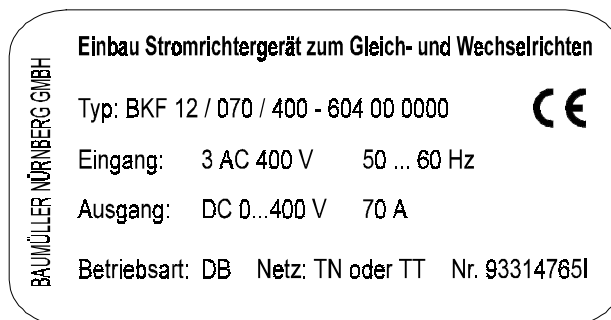 BAUMÜLLER NÜRNBERG GMBH
Einbau Stromrichtergerät zum Gleich- und Wechselrichten
Typ: BKF 12 / 070 / 400 - 604 00 0000 CE
Eingang: 3 AC 400 V 50 ... 60 Hz
Ausgang: DC 0...400 V 70 A
Betriebsart: DB Netz: TN oder TT Nr. 93314765I